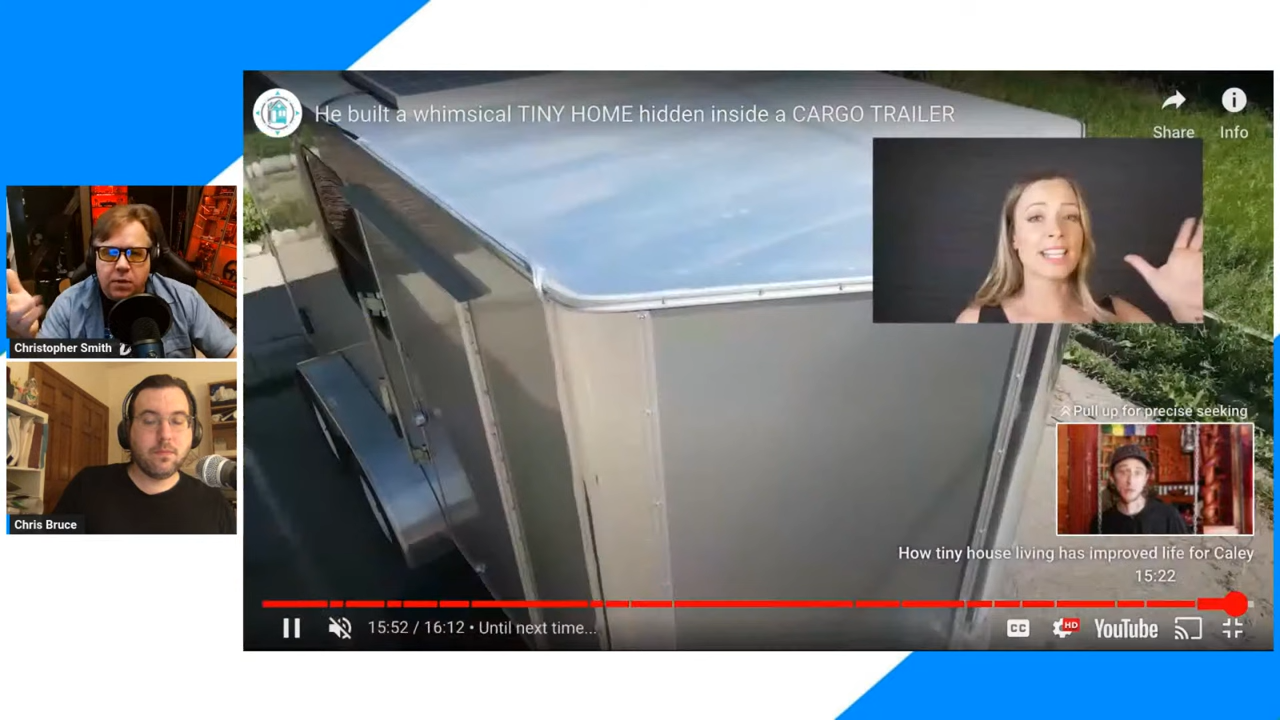 He built a whimsical TINY HOME hidden inside a CARGO TRAILER
Share
Info
Christopher Smith
Pull up for precise seeking
Chris Bruce
How tiny house living has improved life for Caley
15:22
15:52 / 16:12 • Until next time...
CC
HD
YouTube